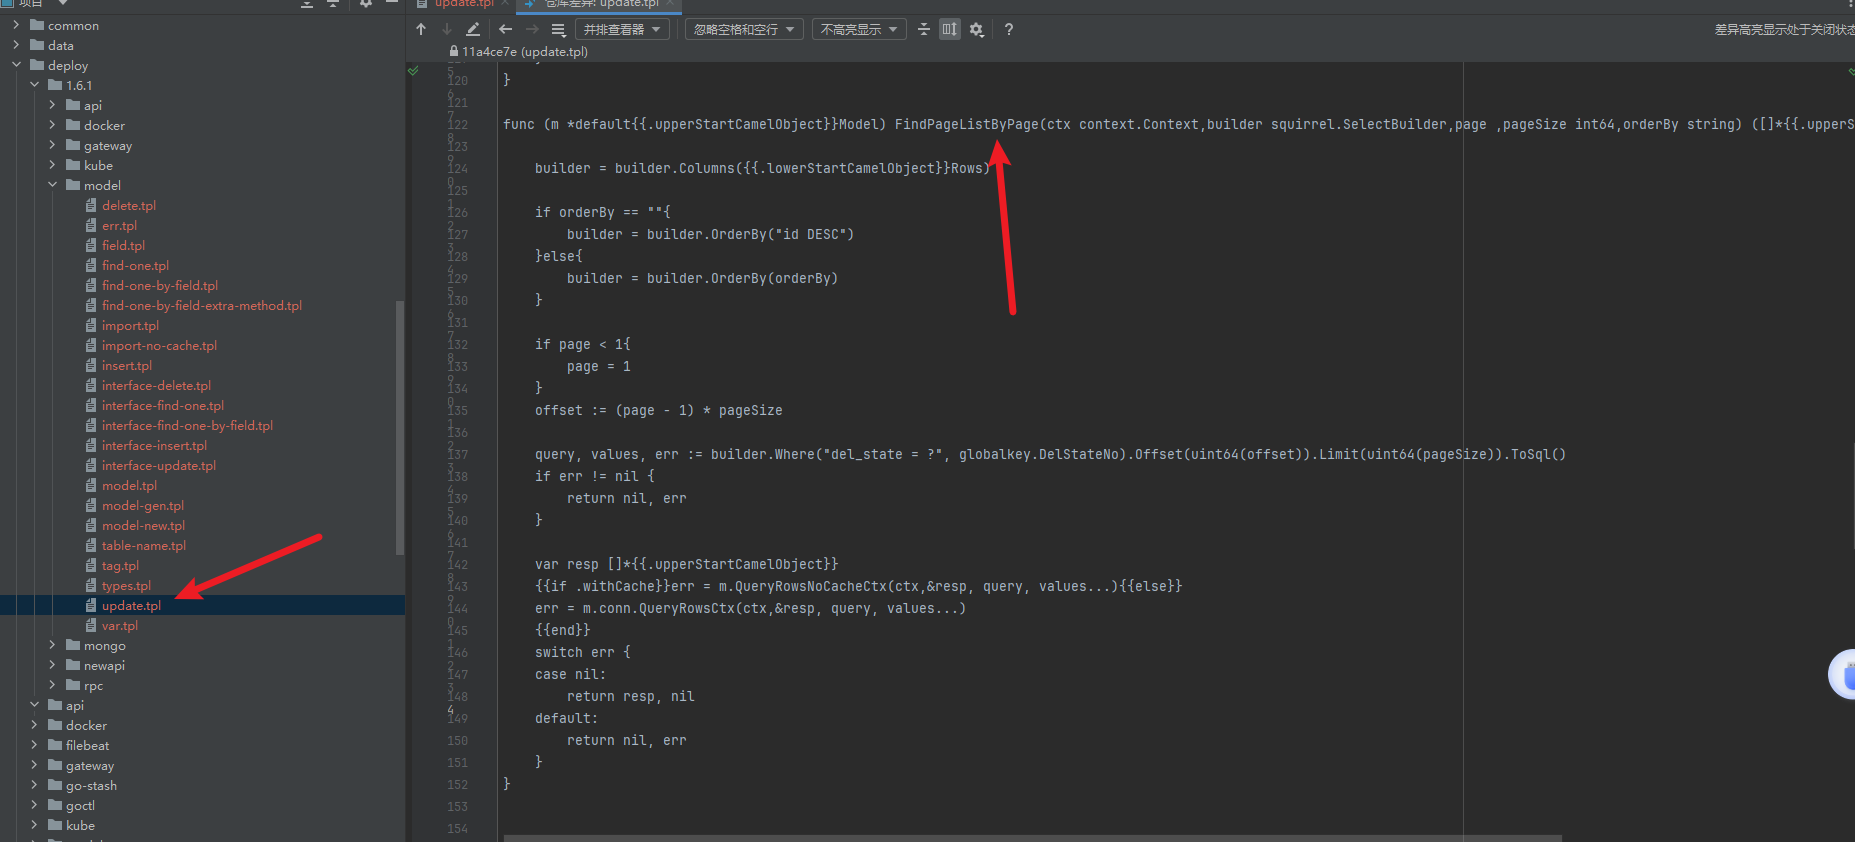 项目
common
data
deploy
1.6.1
api
docker
gateway
kube
model
delete.tpl
err.tpl
field.tpl
find-one.tpl
find-one-by-field.tpl
find-one-by-field-extra-method.tpl
import.tpl
import-no-cache.tpl
insert.tpl
interface-delete.tpl
interface-find-one.tpl
interface-find-one-by-field.tpl
interface-insert.tpl
interface-update.tpl
model.tpl
model-gen.tpl
model-new.tpl
table-name.tpl
tag.tpl
types.tpl
update.tpl
var.tpl
mongo
newapi
rpc
api
docker
filebeat
gateway
go-stash
goctl
kube
update.tpl
仓库差异: update.tpl
并排查看器
忽略空格和空行
不高亮显示
?
差异高亮显示处于关闭状态
11a4ce7e (update.tpl)
120 }
121
122 func (m *default{{.upperStartCamelObject}}Model) FindPageListByPage(ctx context.Context,builder squirrel.SelectBuilder,page ,pageSize int64,orderBy string) ([]*{{.upperS
123
124 builder = builder.Columns({{.lowerStartCamelObject}}Rows)
125
126 if orderBy == ""{
127 builder = builder.OrderBy("id DESC")
128 }else{
129 builder = builder.OrderBy(orderBy)
130 }
131
132 if page < 1{
133 page = 1
134 }
135 offset := (page - 1) * pageSize
136
137 query, values, err := builder.Where("del_state = ?", globalkey.DelStateNo).Offset(uint64(offset)).Limit(uint64(pageSize)).ToSql()
138 if err != nil {
139 return nil, err
140 }
141
142 var resp []*{{.upperStartCamelObject}}
143 {{if .withCache}}err = m.QueryRowsNoCacheCtx(ctx,&resp, query, values...){{else}}
144 err = m.conn.QueryRowsCtx(ctx,&resp, query, values...)
145 {{end}}
146 switch err {
147 case nil:
148 return resp, nil
149 default:
150 return nil, err
151 }
152 }
153
154